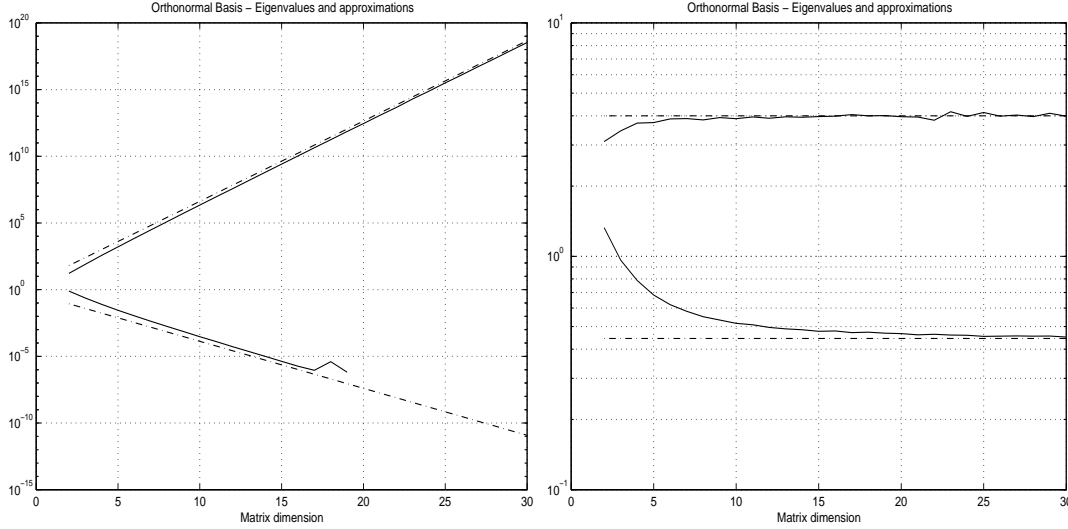 Orthonormal Basis – Eigenvalues and approximations
10^20
10^15
10^10
10^5
10^0
10^−5
10^−10
10^−15
0 5 10 15 20 25 30
Matrix dimension
Orthonormal Basis – Eigenvalues and approximations
10^1
10^0
10^−1
0 5 10 15 20 25 30
Matrix dimension